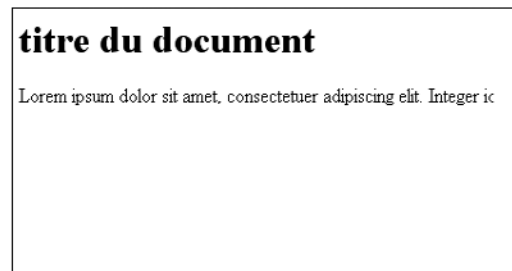 titre du document
Lorem ipsum dolor sit amet, consectetuer adipiscing elit. Integer